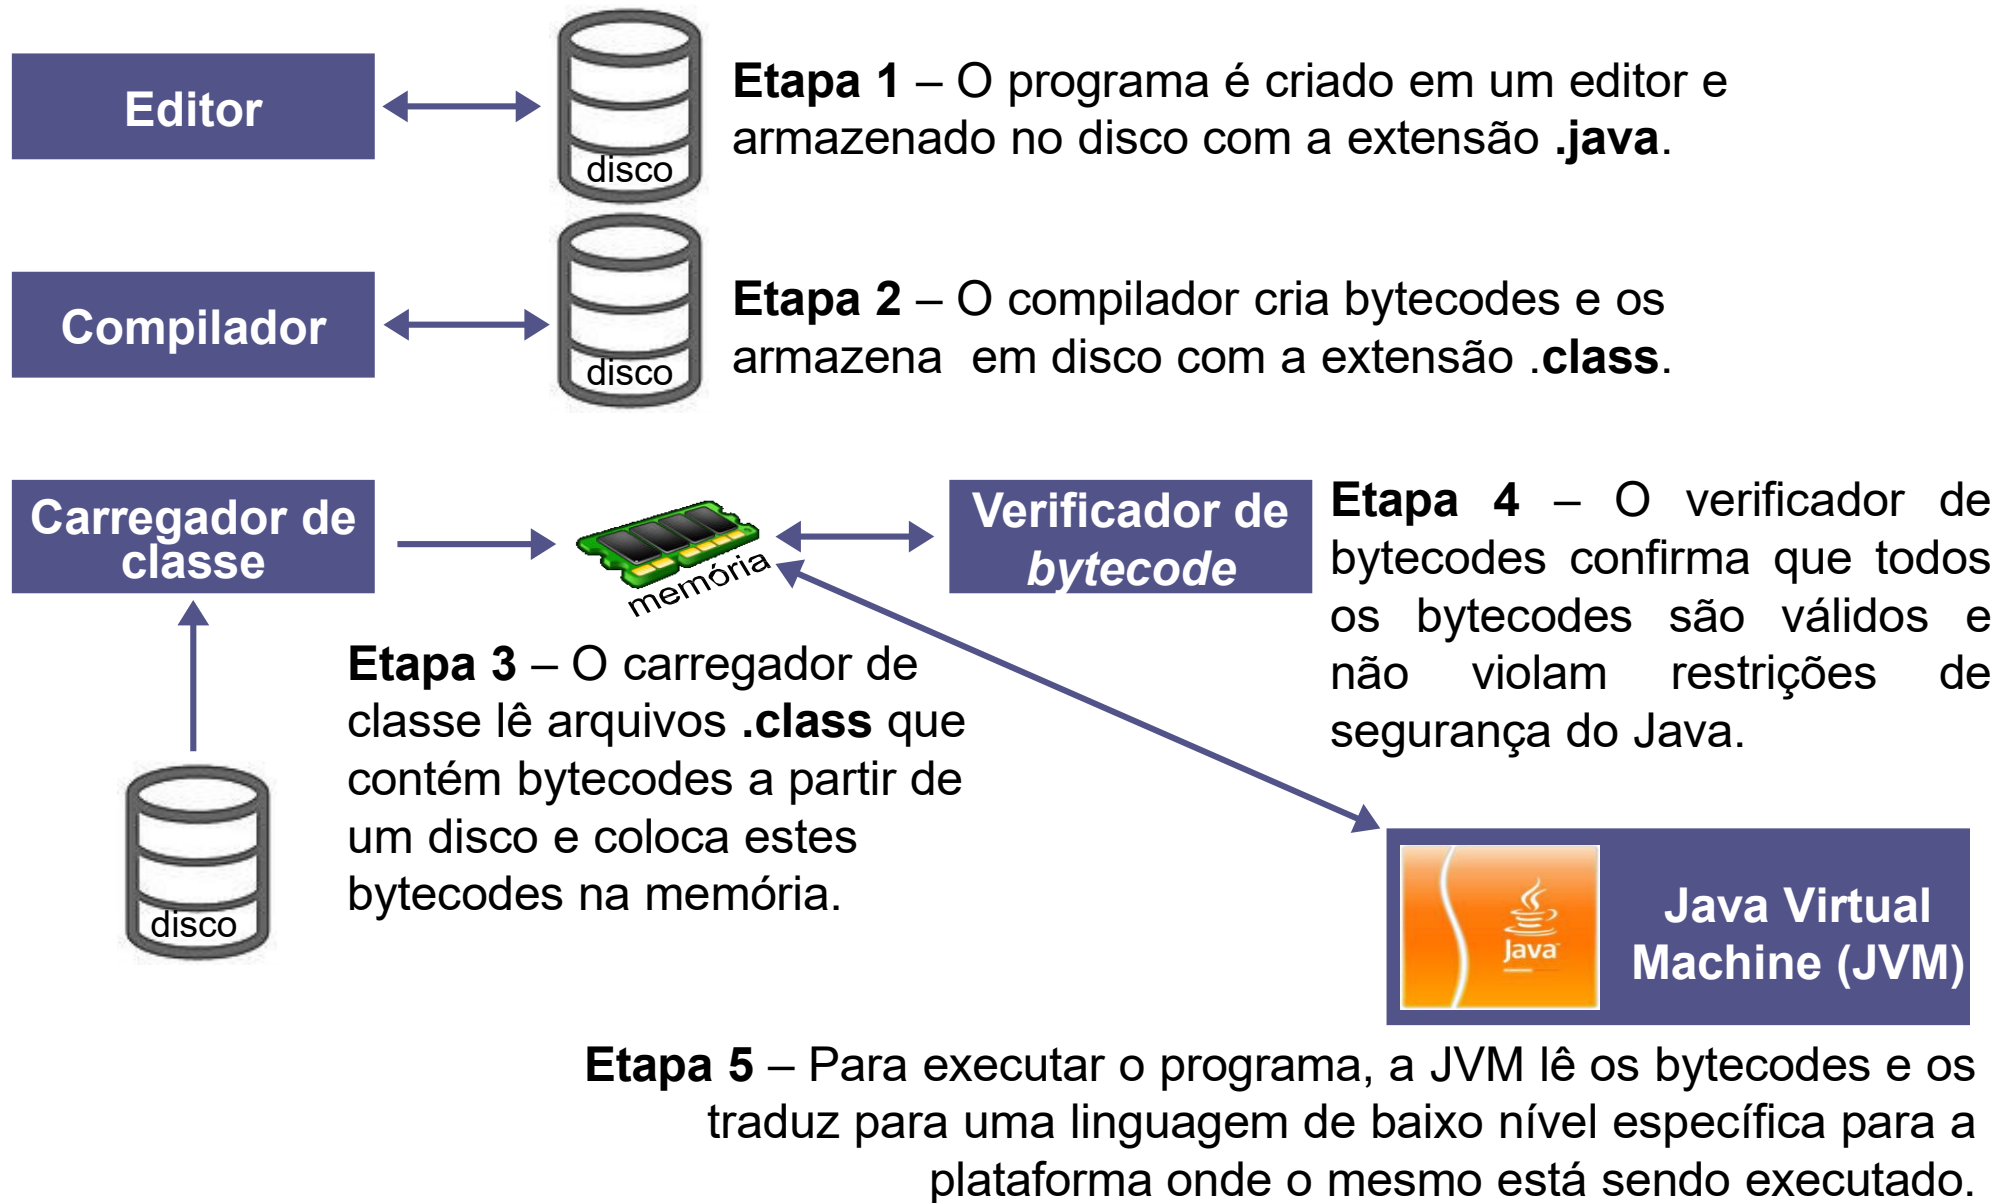 Editor
disco
Etapa 1 – O programa é criado em um editor e
armazenado no disco com a extensão .java.
Compilador
disco
Etapa 2 – O compilador cria bytecodes e os
armazena em disco com a extensão .class.
Carregador de
classe
memória
Verificador de
bytecode
Etapa 4 – O verificador de
bytecodes confirma que todos
os bytecodes são válidos e
não violam restrições de
segurança do Java.
Etapa 3 – O carregador de
classe lê arquivos .class que
contém bytecodes a partir de
um disco e coloca estes
bytecodes na memória.
disco
Java
Java Virtual
Machine (JVM)
Etapa 5 – Para executar o programa, a JVM lê os bytecodes e os
traduz para uma linguagem de baixo nível específica para a
plataforma onde o mesmo está sendo executado.